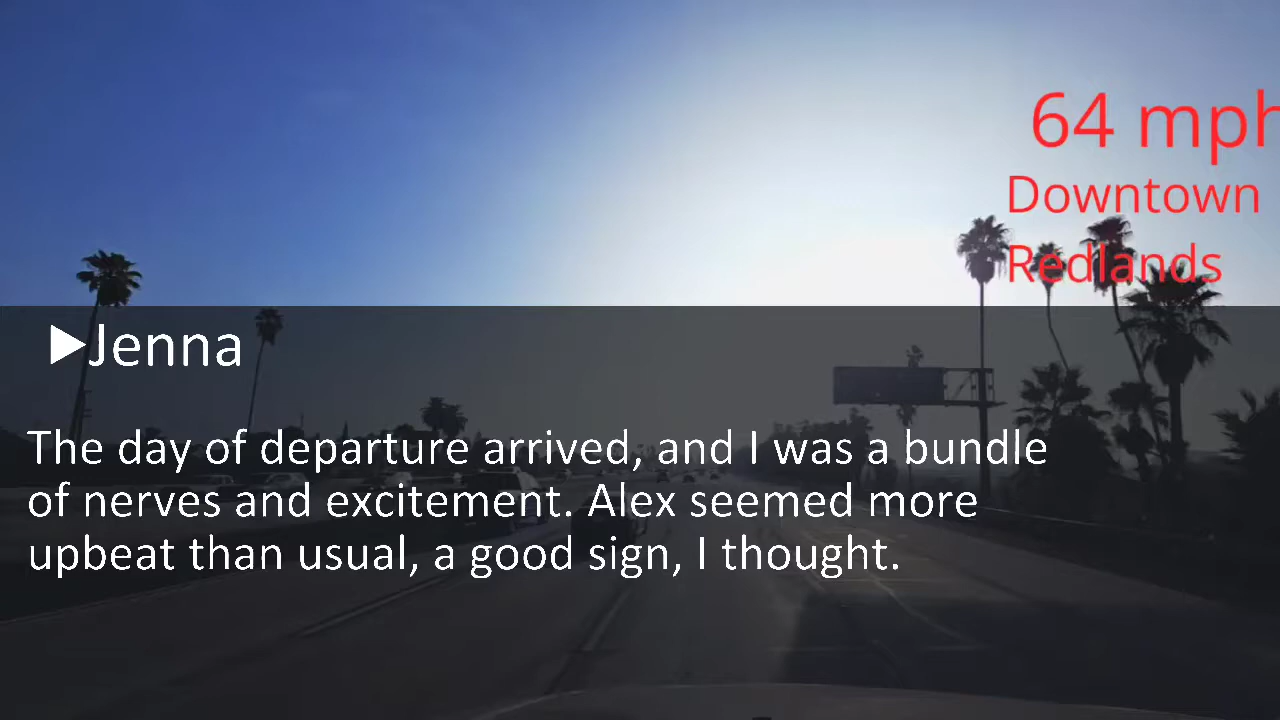 64 mph
Downtown
Redlands
▶Jenna
The day of departure arrived, and I was a bundle
of nerves and excitement. Alex seemed more
upbeat than usual, a good sign, I thought.